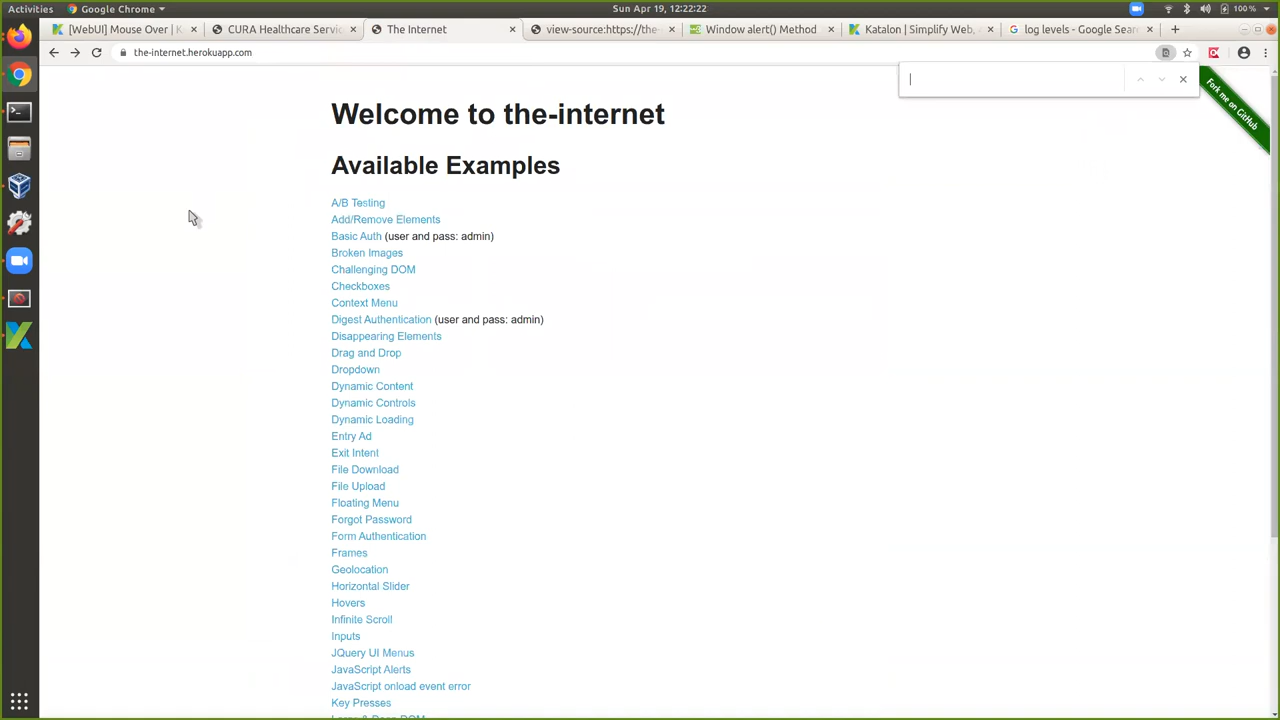 Activities
Google Chrome
Sun Apr 19, 12:22:22
100 %
[WebUI] Mouse Over | K
CURA Healthcare Servic
The Internet
view-source:https://the-
Window alert() Method
Katalon | Simplify Web,
log levels - Google Sear
the-internet.herokuapp.com
Fork me on GitHub
Welcome to the-internet
Available Examples
A/B Testing
Add/Remove Elements
Basic Auth (user and pass: admin)
Broken Images
Challenging DOM
Checkboxes
Context Menu
Digest Authentication (user and pass: admin)
Disappearing Elements
Drag and Drop
Dropdown
Dynamic Content
Dynamic Controls
Dynamic Loading
Entry Ad
Exit Intent
File Download
File Upload
Floating Menu
Forgot Password
Form Authentication
Frames
Geolocation
Horizontal Slider
Hovers
Infinite Scroll
Inputs
JQuery UI Menus
JavaScript Alerts
JavaScript onload event error
Key Presses
Large & Deep DOM